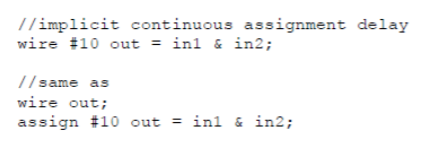 //implicit continuous assignment delay
wire #10 out = in1 & in2;
//same as
wire out;
assign #10 out = in1 & in2;